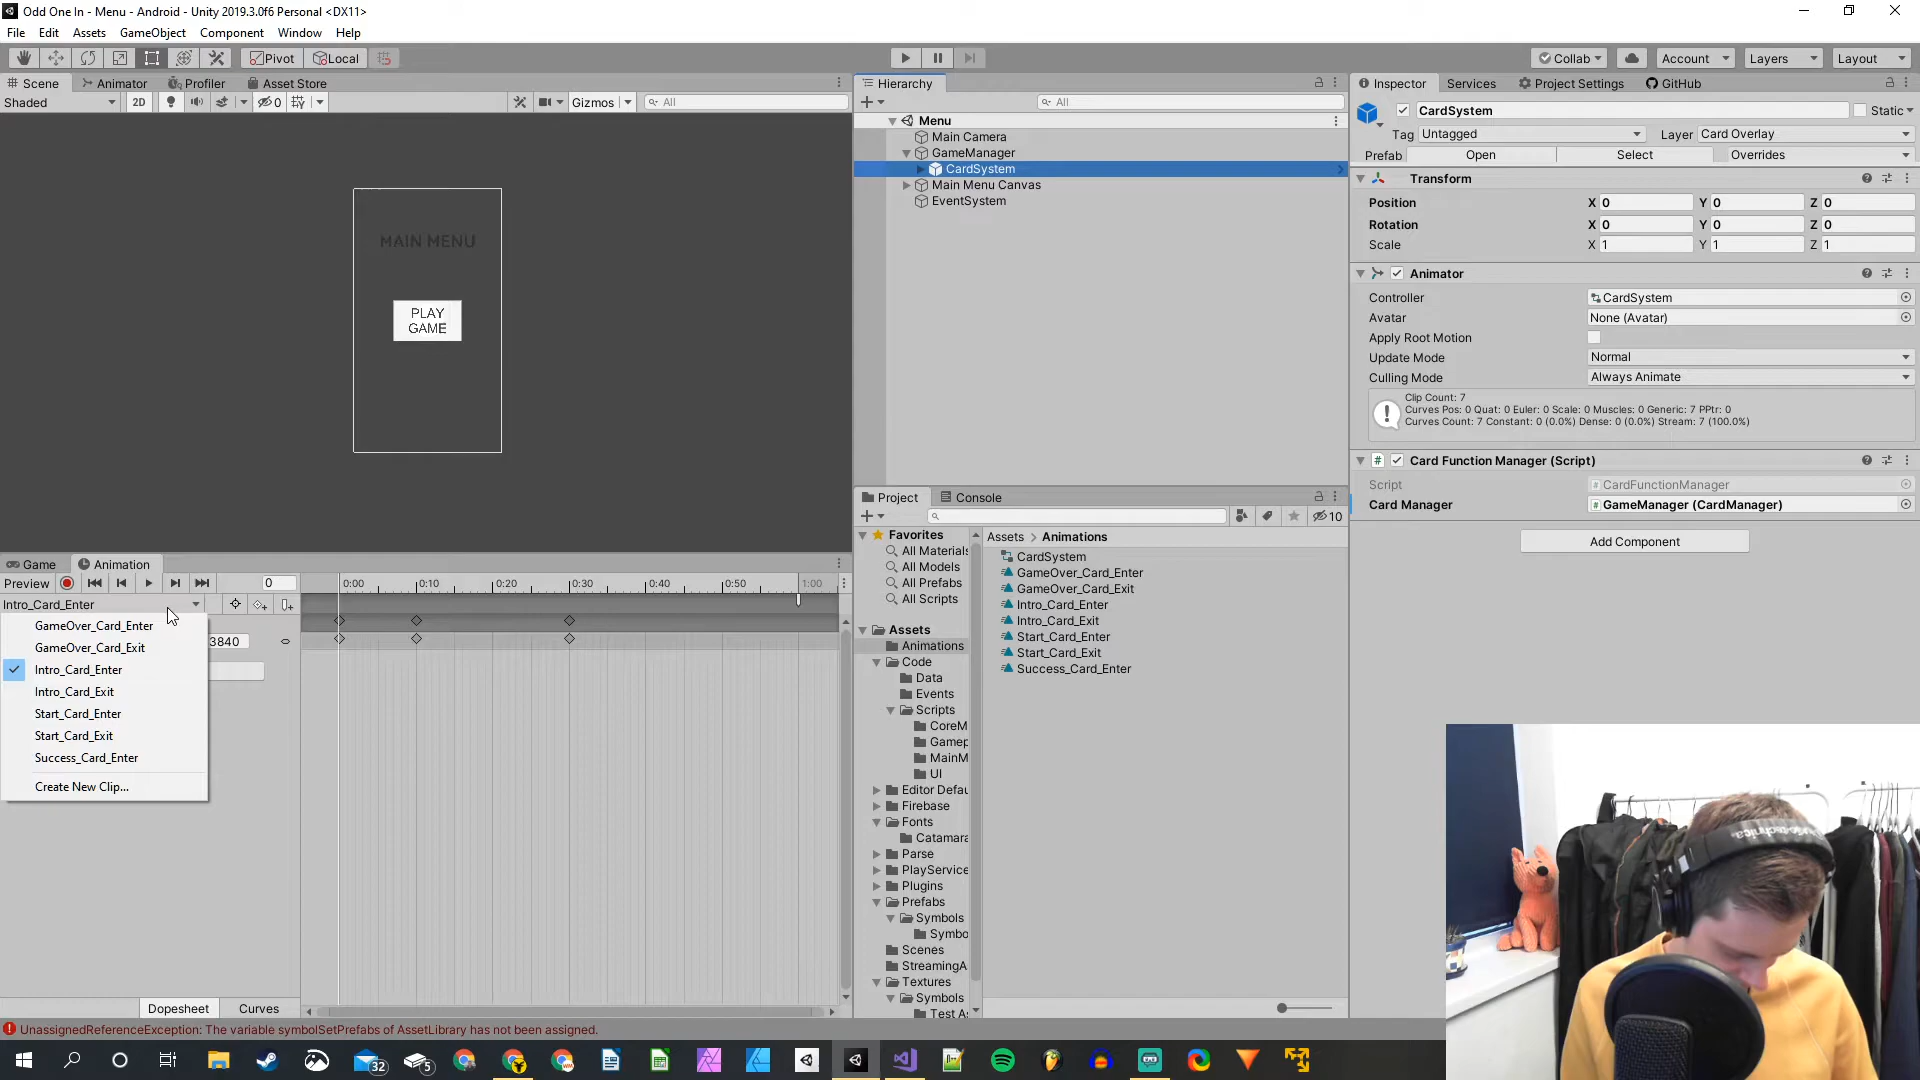 Odd One In - Menu - Android - Unity 2019.3.0f6 Personal <DX11>
File Edit Assets GameObject Component Window Help
Pivot Local Collab Account Layers Layout
Scene Animator Profiler Asset Store
Shaded 2D 0 Gizmos All
MAIN MENU
PLAY
GAME
Hierarchy
All
Menu
Main Camera
GameManager
CardSystem
Main Menu Canvas
EventSystem
Inspector Services Project Settings GitHub
CardSystem Static
Tag Untagged Layer Card Overlay
Prefab Open Select Overrides
Transform
Position X 0 Y 0 Z 0
Rotation X 0 Y 0 Z 0
Scale X 1 Y 1 Z 1
Animator
Controller CardSystem
Avatar None (Avatar)
Apply Root Motion
Update Mode Normal
Culling Mode Always Animate
Clip Count: 7
Curves Pos: 0 Quat: 0 Euler: 0 Scale: 0 Muscles: 0 Generic: 7 PPtr: 0
Curves Count: 7 Constant: 0 (0.0%) Dense: 0 (0.0%) Stream: 7 (100.0%)
Card Function Manager (Script)
Script CardFunctionManager
Card Manager GameManager (CardManager)
Add Component
Game Animation
Preview 0 0:00 0:10 0:20 0:30 0:40 0:50 1:00
Intro_Card_Enter
GameOver_Card_Enter
GameOver_Card_Exit
Intro_Card_Enter
Intro_Card_Exit
Start_Card_Enter
Start_Card_Exit
Success_Card_Enter
Create New Clip...
3840
Dopesheet Curves
Project Console
10
Favorites
All Materials
All Models
All Prefabs
All Scripts
Assets
Animations
Code
Data
Events
Scripts
CoreM
Gamep
MainM
UI
Editor Defau
Firebase
Fonts
Catamara
Parse
PlayService
Plugins
Prefabs
Symbols
Symbo
Scenes
StreamingA
Textures
Symbols
Test A
Assets > Animations
CardSystem
GameOver_Card_Enter
GameOver_Card_Exit
Intro_Card_Enter
Intro_Card_Exit
Start_Card_Enter
Start_Card_Exit
Success_Card_Enter
UnassignedReferenceException: The variable symbolSetPrefabs of AssetLibrary has not been assigned.
32 5
audio-technica